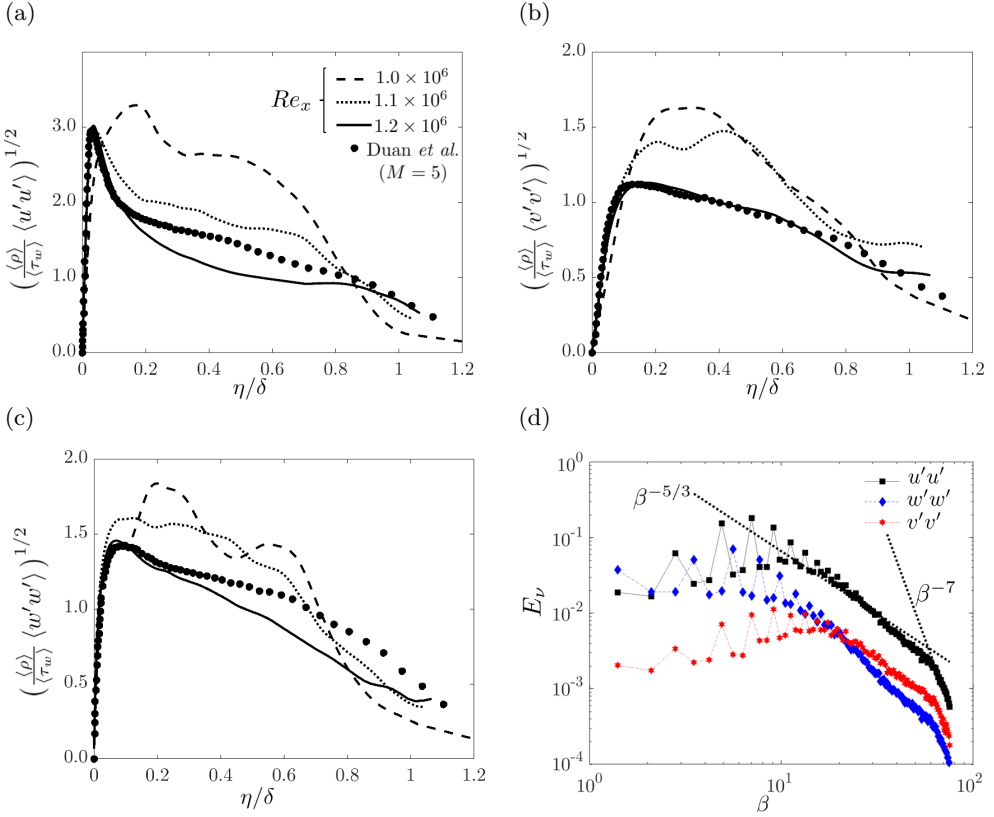 (a)
3.0
2.0
1.0
0.0
0
0.2
0.4
0.6
0.8
1
1.2
η/δ
(⟨ρ⟩/⟨τ_w⟩ ⟨u′u′⟩)^1/2
Re_x
1.0 × 10^6
1.1 × 10^6
1.2 × 10^6
Duan et al.
(M = 5)
(b)
2.0
1.5
1.0
0.5
0.0
0
0.2
0.4
0.6
0.8
1
1.2
η/δ
(⟨ρ⟩/⟨τ_w⟩ ⟨v′v′⟩)^1/2
(c)
2.0
1.5
1.0
0.5
0.0
0
0.2
0.4
0.6
0.8
1
1.2
η/δ
(⟨ρ⟩/⟨τ_w⟩ ⟨w′w′⟩)^1/2
(d)
10^0
10^-1
10^-2
10^-3
10^-4
10^0
10^1
10^2
β
E_ν
β^-5/3
β^-7
u′u′
w′w′
v′v′